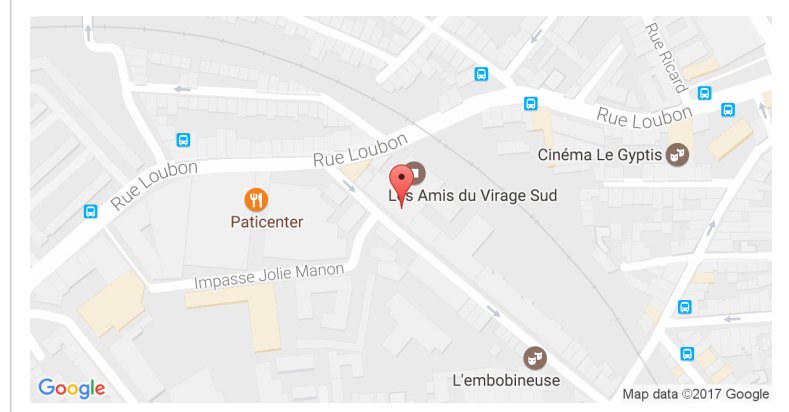 Rue Ricard
Rue Loubon
Rue Loubon
Cinéma Le Gyptis
Rue Loubon
Les Amis du Virage Sud
Paticenter
Impasse Jolie Manon
L'embobineuse
Google
Map data ©2017 Google